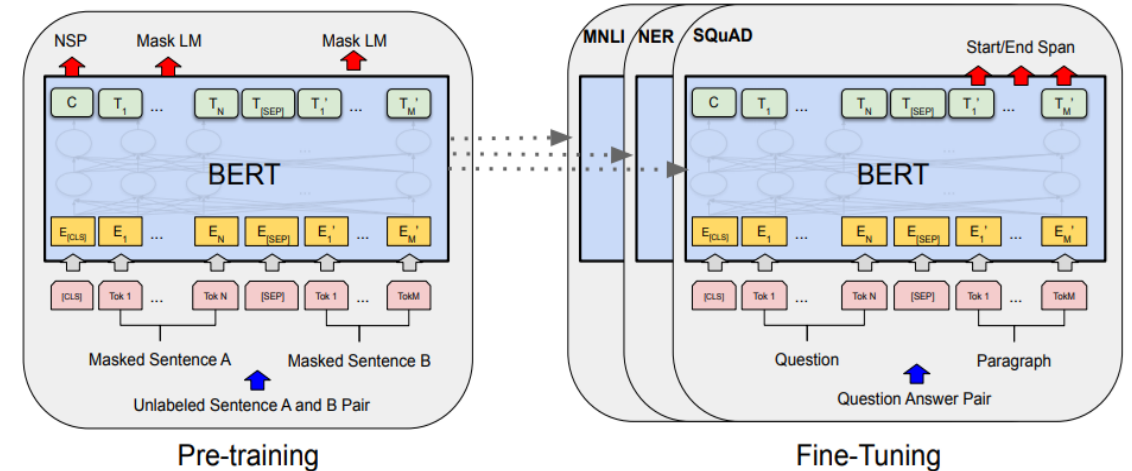 NSP Mask LM Mask LM
C T1 ... TN T[SEP] T1' ... TM'
BERT
E[CLS] E1 ... EN E[SEP] E1' ... EM'
[CLS] Tok 1 ... Tok N [SEP] Tok 1 ... TokM
Masked Sentence A Masked Sentence B
Unlabeled Sentence A and B Pair
Pre-training
MNLI NER SQuAD
Start/End Span
C T1 ... TN T[SEP] T1' ... TM'
BERT
E[CLS] E1 ... EN E[SEP] E1' ... EM'
[CLS] Tok 1 ... Tok N [SEP] Tok 1 ... TokM
Question Paragraph
Question Answer Pair
Fine-Tuning